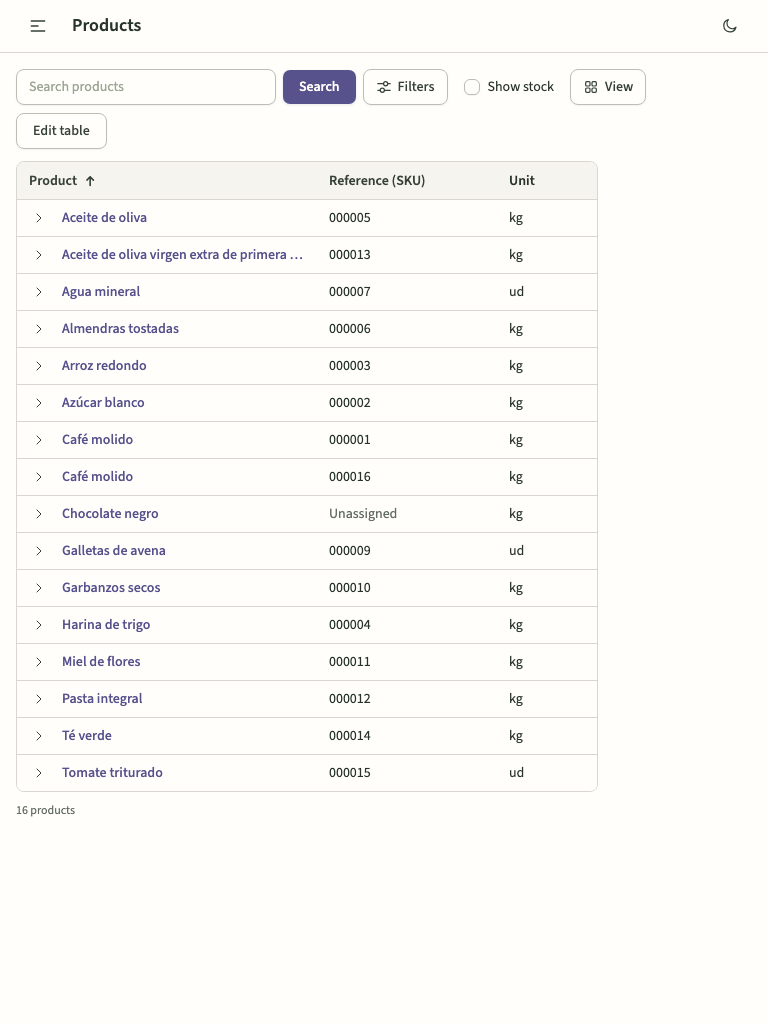 Products
Search products
Search
Filters
Show stock
View
Edit table
Product Reference (SKU) Unit
Aceite de oliva 000005 kg
Aceite de oliva virgen extra de primera … 000013 kg
Agua mineral 000007 ud
Almendras tostadas 000006 kg
Arroz redondo 000003 kg
Azúcar blanco 000002 kg
Café molido 000001 kg
Café molido 000016 kg
Chocolate negro Unassigned kg
Galletas de avena 000009 ud
Garbanzos secos 000010 kg
Harina de trigo 000004 kg
Miel de flores 000011 kg
Pasta integral 000012 kg
Té verde 000014 kg
Tomate triturado 000015 ud
16 products